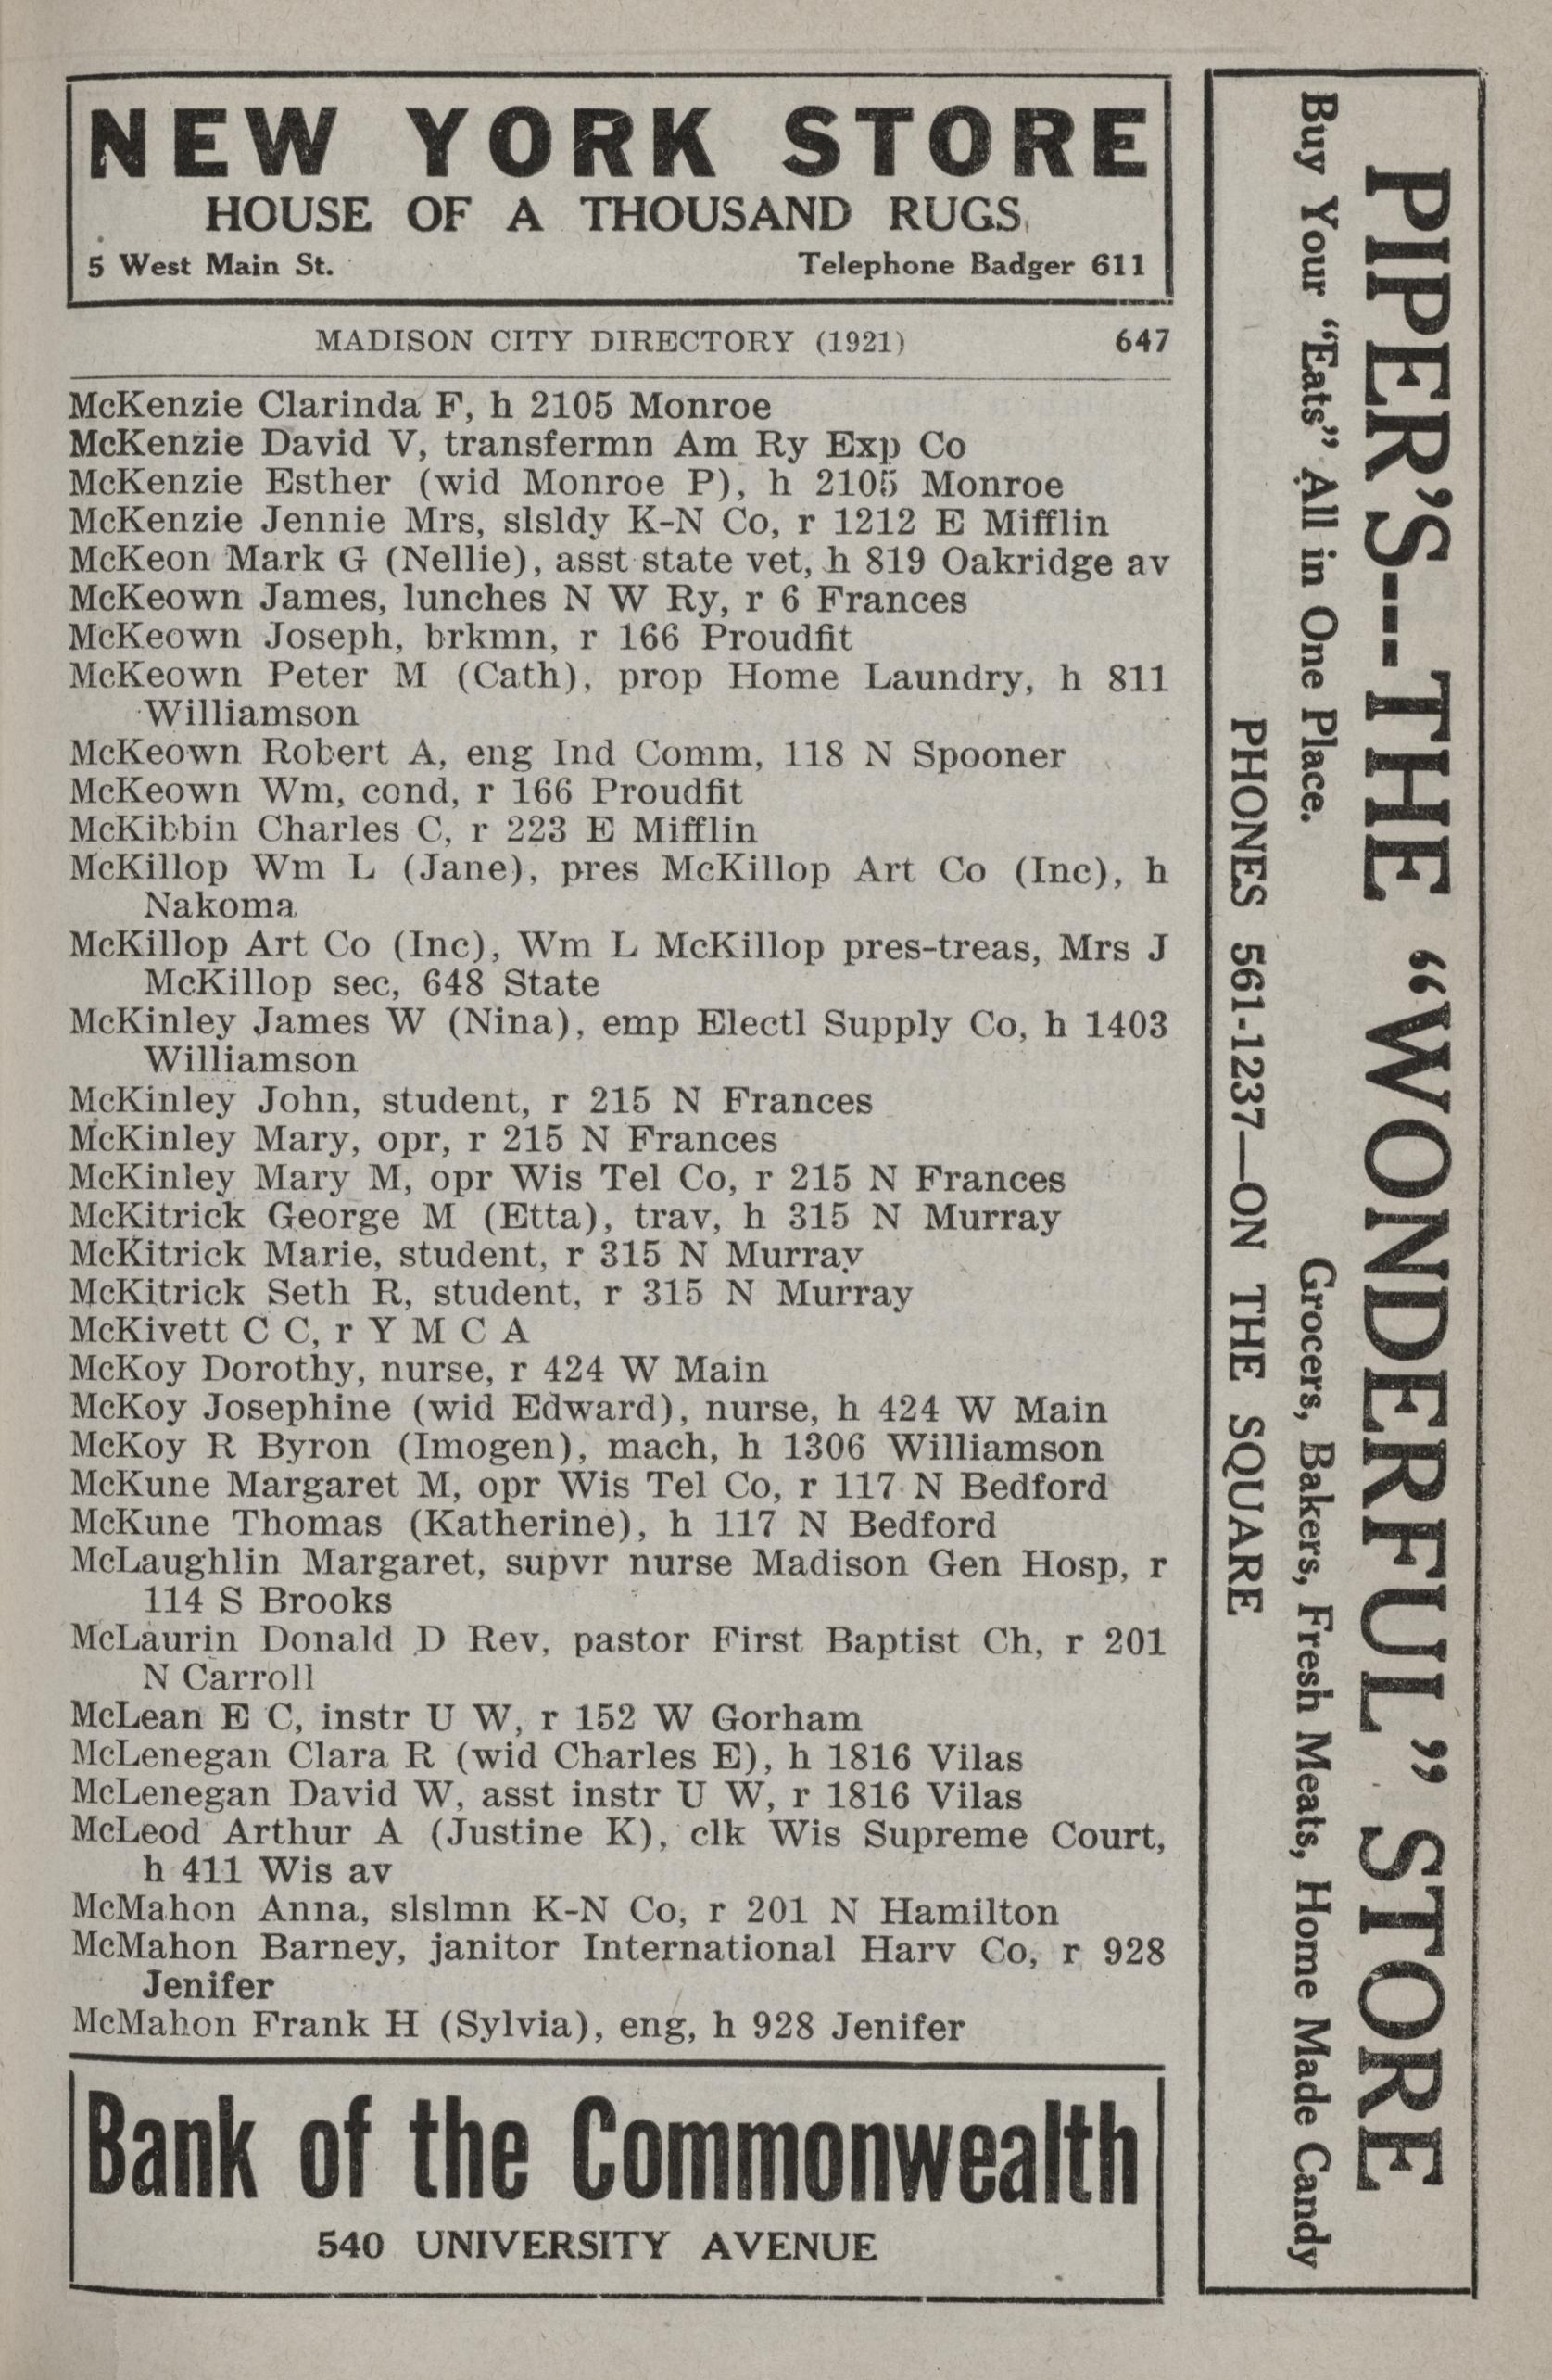 NEW YORK STORE
HOUSE OF A THOUSAND RUGS
5 West Main St. Telephone Badger 611
MADISON CITY DIRECTORY (1921) 647
McKenzie Clarinda F, h 2105 Monroe
McKenzie David V, transfermn Am Ry Exp Co
McKenzie Esther (wid Monroe P), h 2105 Monroe
McKenzie Jennie Mrs, slsldy K-N Co, r 1212 E Mifflin
McKeon Mark G (Nellie), asst state vet, h 819 Oakridge av
McKeown James, lunches N W Ry, r 6 Frances
McKeown Joseph, brkmn, r 166 Proudfit
McKeown Peter M (Cath), prop Home Laundry, h 811
Williamson
McKeown Robert A, eng Ind Comm, 118 N Spooner
McKeown Wm, cond, r 166 Proudfit
McKibbin Charles C, r 223 E Mifflin
McKillop Wm L (Jane), pres McKillop Art Co (Inc), h
Nakoma
McKillop Art Co (Inc), Wm L McKillop pres-treas, Mrs J
McKillop sec, 648 State
McKinley James W (Nina), emp Electl Supply Co, h 1403
Williamson
McKinley John, student, r 215 N Frances
McKinley Mary, opr, r 215 N Frances
McKinley Mary M, opr Wis Tel Co, r 215 N Frances
McKitrick George M (Etta), trav, h 315 N Murray
McKitrick Marie, student, r 315 N Murray
McKitrick Seth R, student, r 315 N Murray
McKivett C C, r Y M C A
McKoy Dorothy, nurse, r 424 W Main
McKoy Josephine (wid Edward), nurse, h 424 W Main
McKoy R Byron (Imogen), mach, h 1306 Williamson
McKune Margaret M, opr Wis Tel Co, r 117 N Bedford
McKune Thomas (Katherine), h 117 N Bedford
McLaughlin Margaret, supvr nurse Madison Gen Hosp, r
114 S Brooks
McLaurin Donald D Rev, pastor First Baptist Ch, r 201
N Carroll
McLean E C, instr U W, r 152 W Gorham
McLenegan Clara R (wid Charles E), h 1816 Vilas
McLenegan David W, asst instr U W, r 1816 Vilas
McLeod Arthur A (Justine K), clk Wis Supreme Court,
h 411 Wis av
McMahon Anna, slslmn K-N Co, r 201 N Hamilton
McMahon Barney, janitor International Harv Co, r 928
Jenifer
McMahon Frank H (Sylvia), eng, h 928 Jenifer
Bank of the Commonwealth
540 UNIVERSITY AVENUE
PIPER'S---THE "WONDERFUL" STORE
Buy Your "Eats" All in One Place. Grocers, Bakers, Fresh Meats, Home Made Candy
PHONES 561-1237—ON THE SQUARE